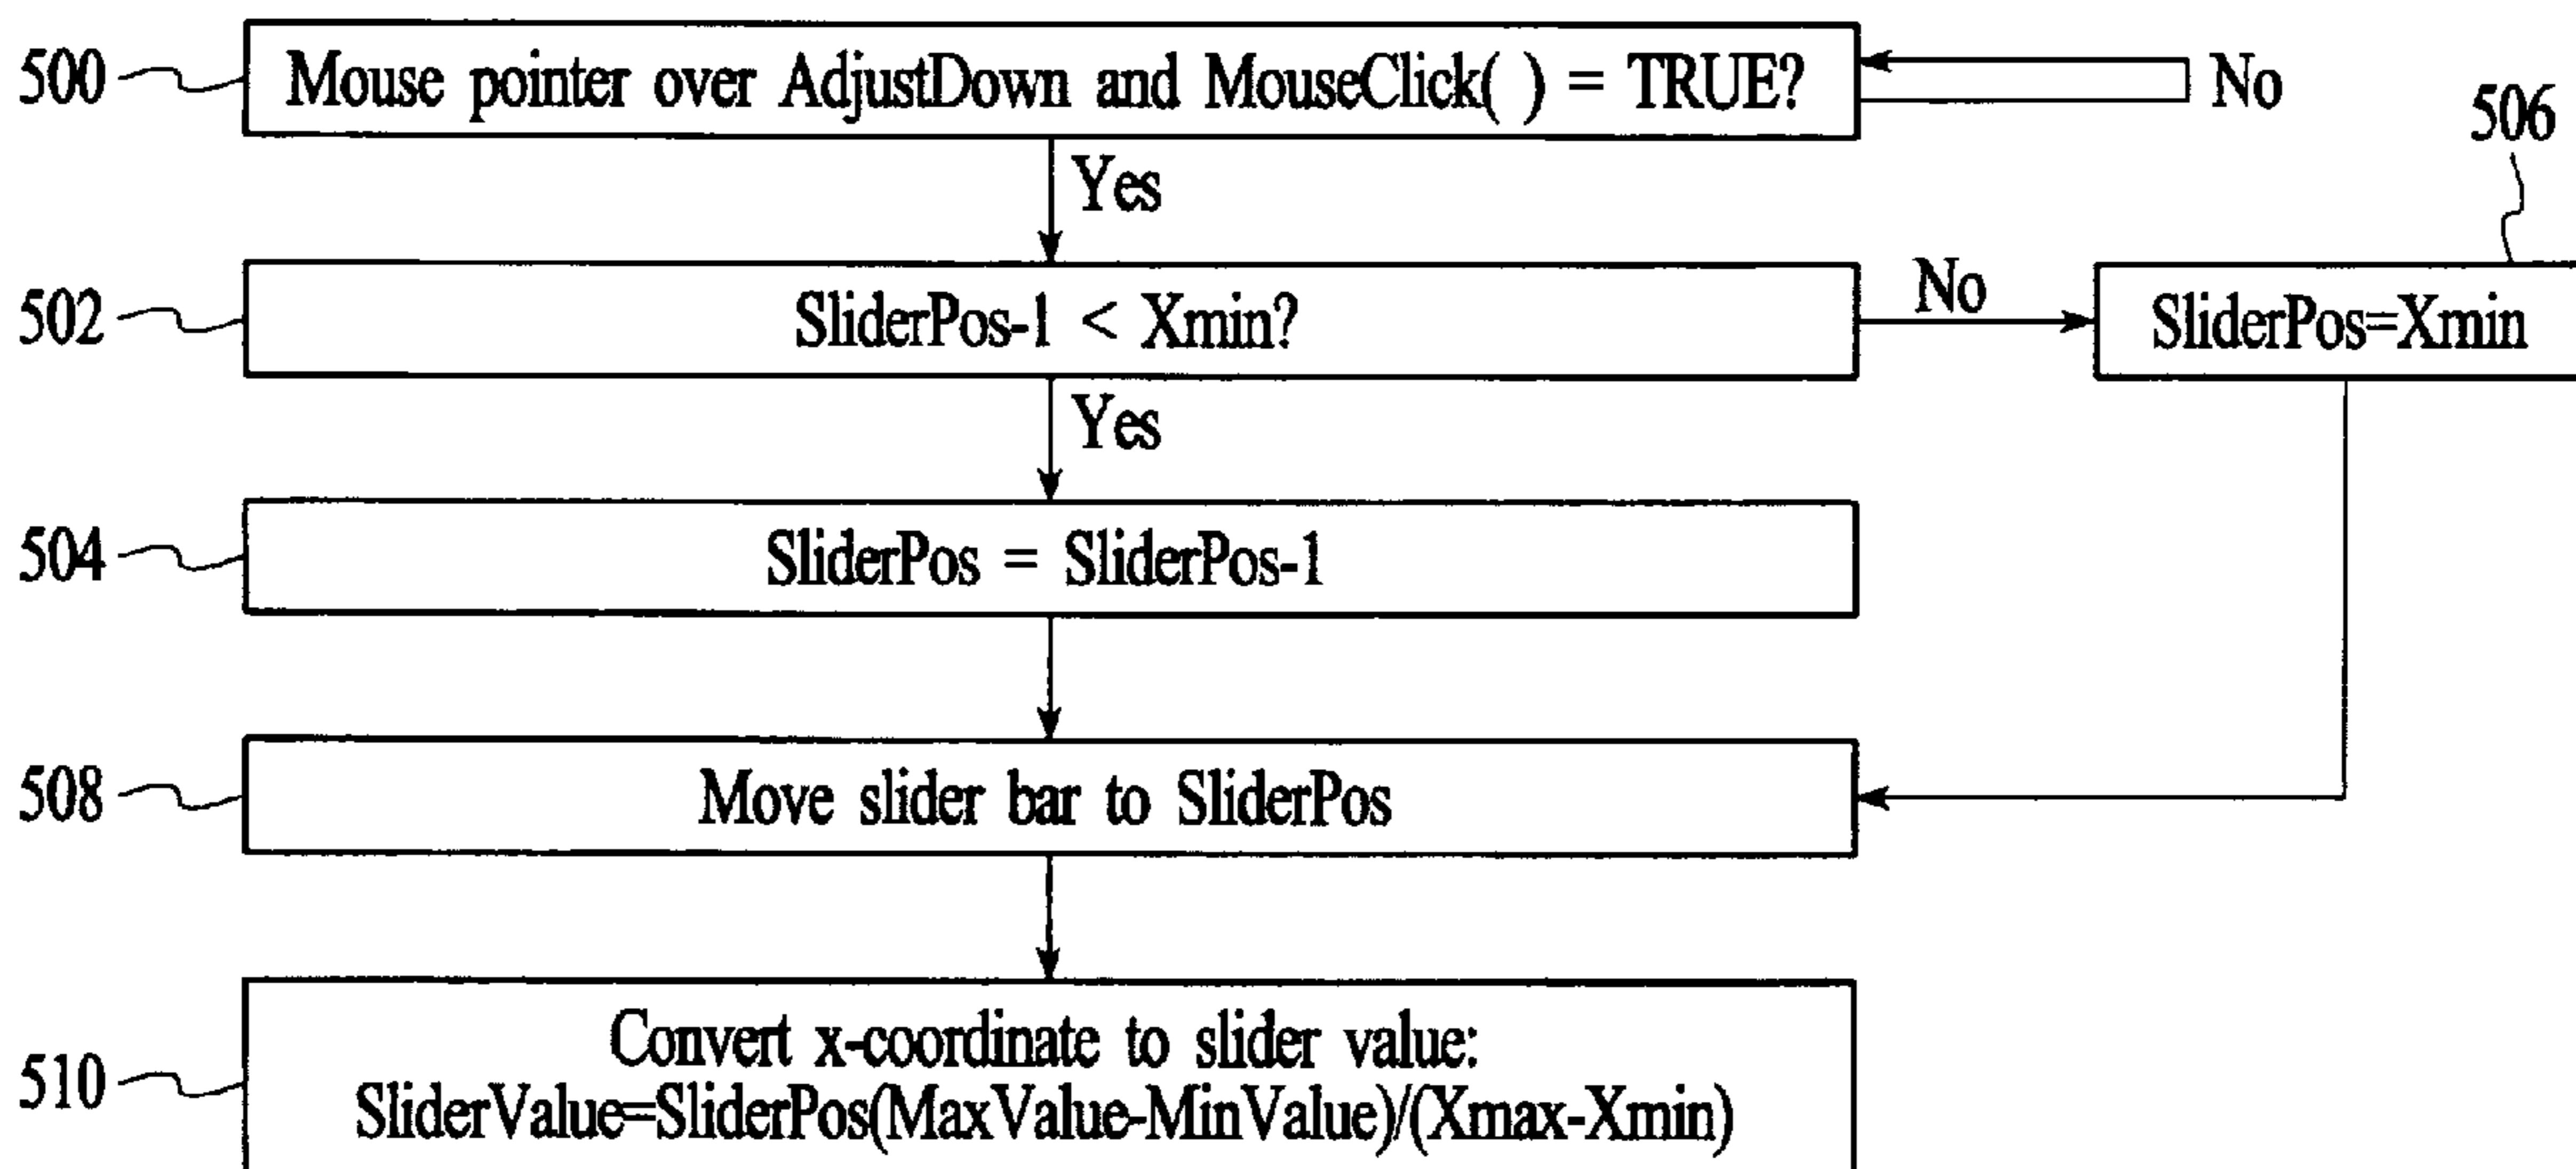 500
Mouse pointer over AdjustDown and MouseClick( ) = TRUE?
No
506
Yes
502
SliderPos-1 < Xmin?
No
SliderPos=Xmin
Yes
504
SliderPos = SliderPos-1
508
Move slider bar to SliderPos
510
Convert x-coordinate to slider value:
SliderValue=SliderPos(MaxValue-MinValue)/(Xmax-Xmin)